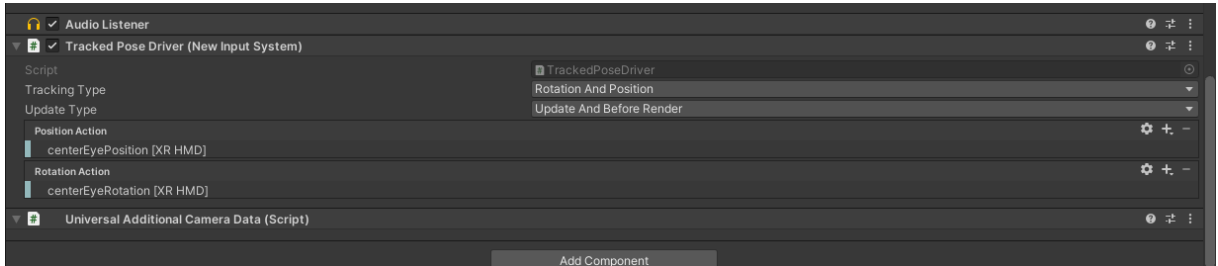 Audio Listener
# Tracked Pose Driver (New Input System)
Script TrackedPoseDriver
Tracking Type Rotation And Position
Update Type Update And Before Render
Position Action
centerEyePosition [XR HMD]
Rotation Action
centerEyeRotation [XR HMD]
# Universal Additional Camera Data (Script)
Add Component